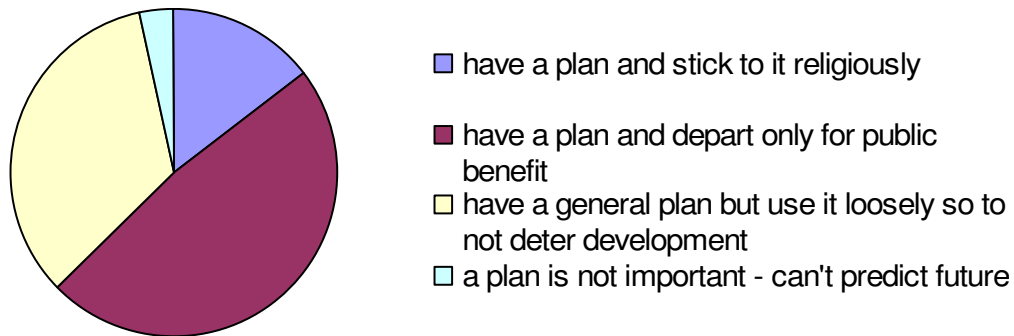 have a plan and stick to it religiously
have a plan and depart only for public
benefit
have a general plan but use it loosely so to
not deter development
a plan is not important - can't predict future